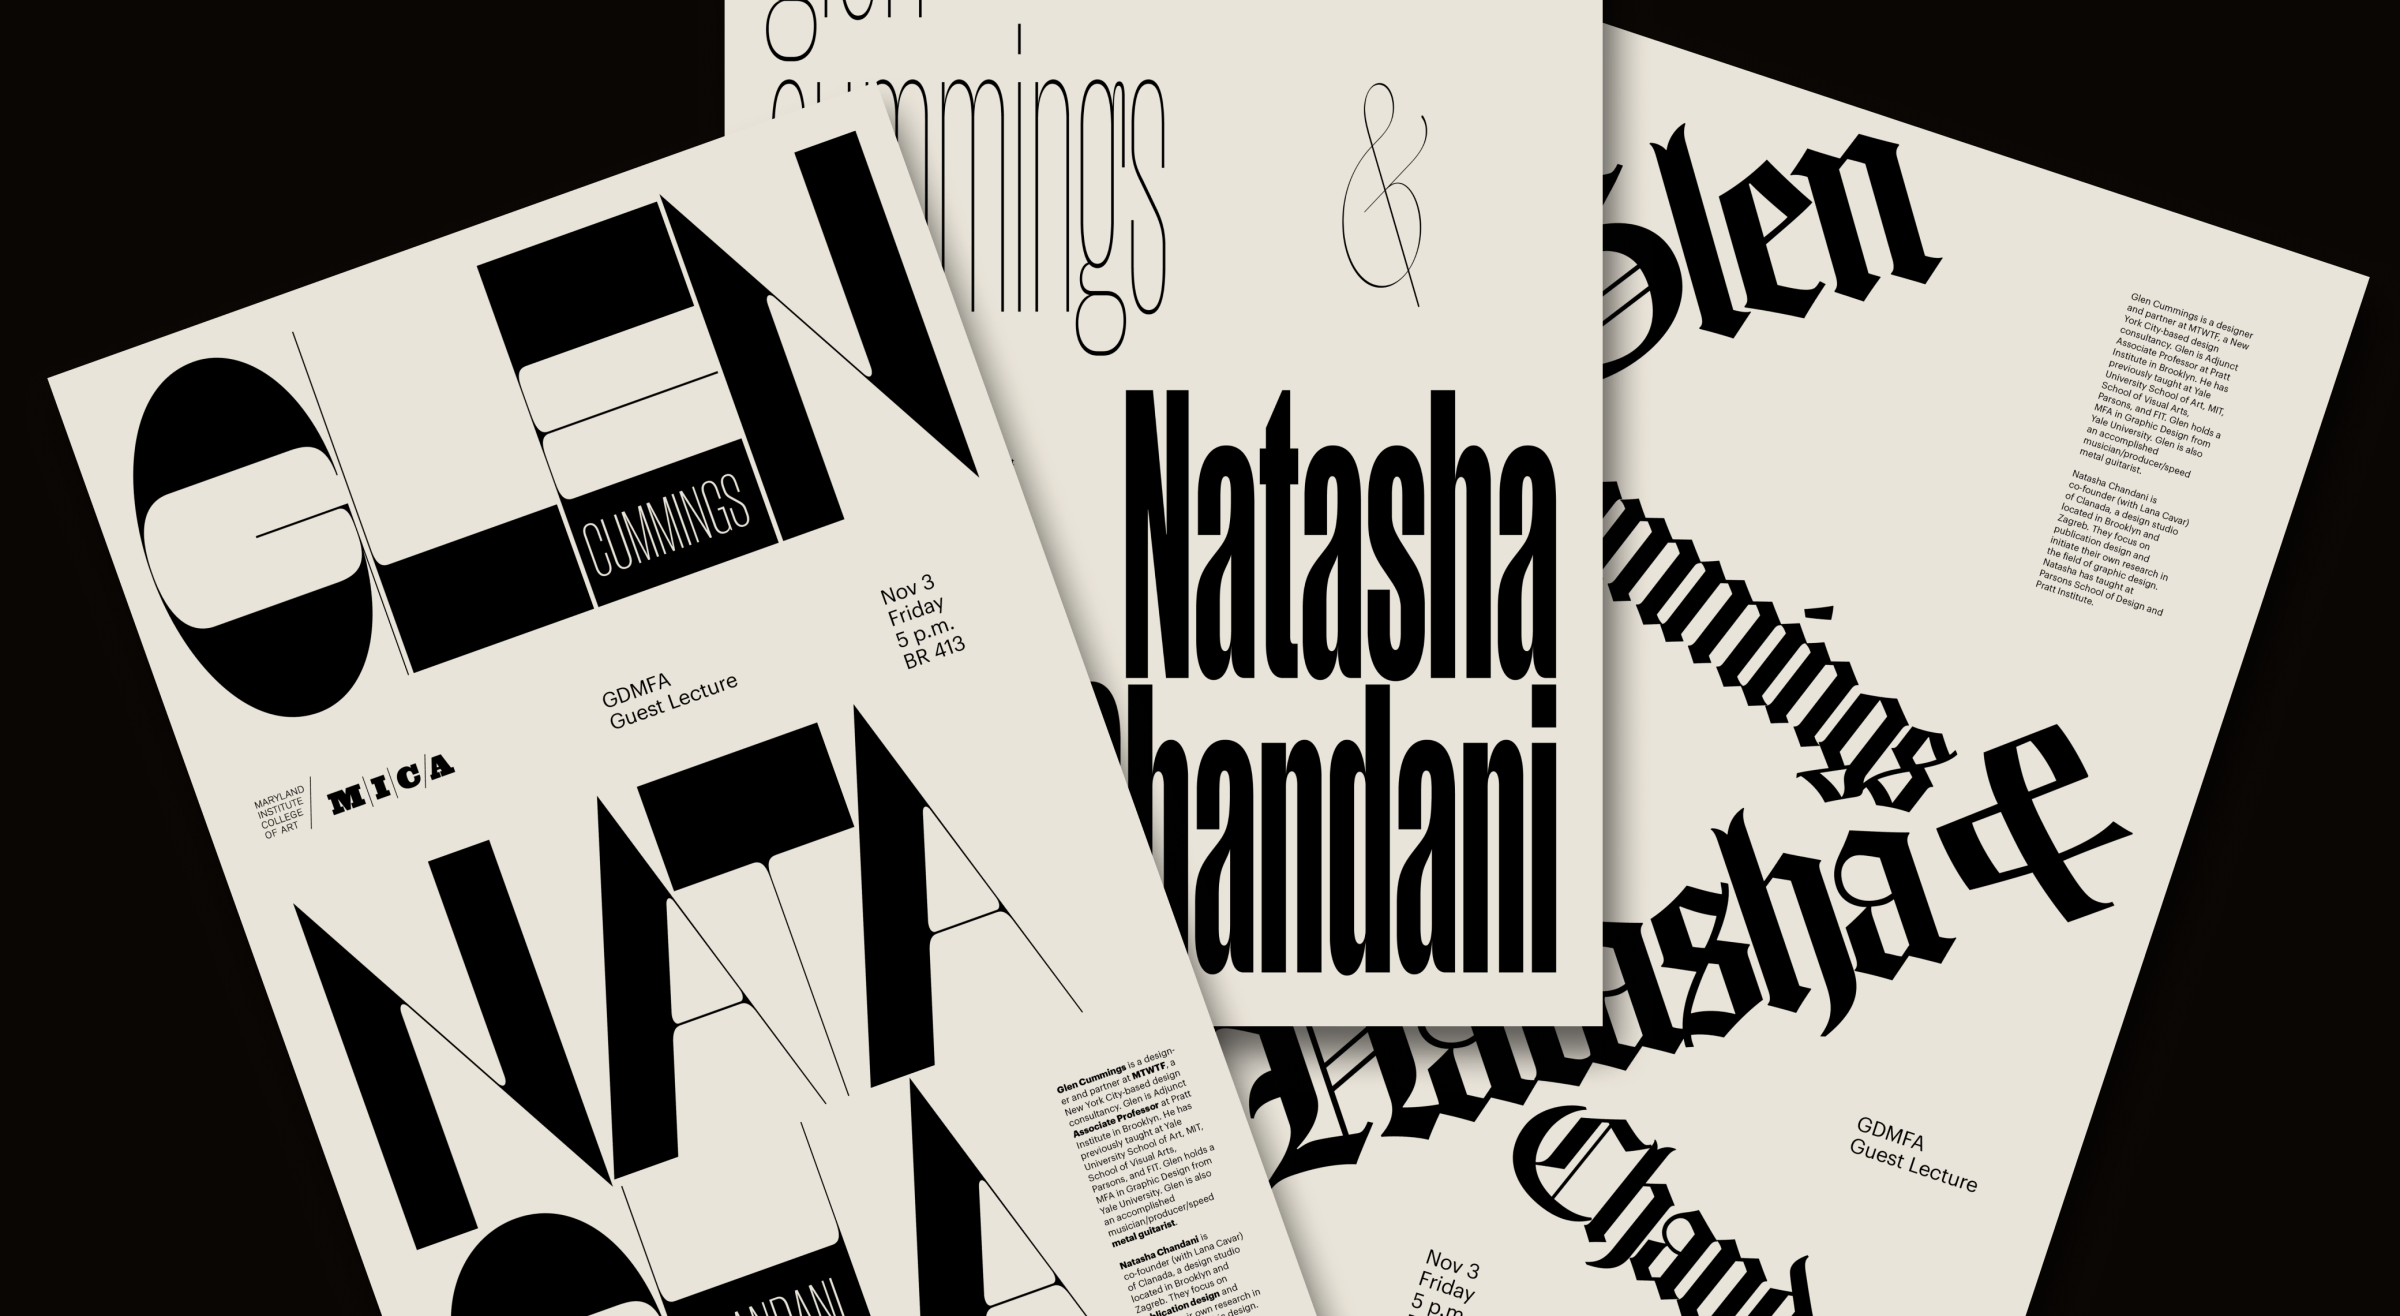 GLEN
CUMMINGS
Nov 3
Friday
5 p.m.
BR 413
GDMFA
Guest Lecture
MARYLAND
INSTITUTE
COLLEGE
OF ART
MICA
NATA
Glen Cummings is a design-
er and partner at MTWTF, a
New York City-based design
consultancy. Glen is Adjunct
Associate Professor at Pratt
Institute in Brooklyn. He has
previously taught at Yale
University School of Art, MIT,
School of Visual Arts,
Parsons, and FIT. Glen holds a
MFA in Graphic Design from
Yale University. Glen is also
an accomplished
musician/producer/speed
metal guitarist.
Natasha Chandani is
co-founder (with Lana Cavar)
of Clanada, a design studio
located in Brooklyn and
Zagreb. They focus on
cummings
&
Natasha
Chandani
Glen
Cummings
Natasha &
Chand
Glen Cummings is a designer
and partner at MTWTF, a New
York City-based design
consultancy. Glen is Adjunct
Associate Professor at Pratt
Institute in Brooklyn. He has
previously taught at Yale
University School of Art, MIT,
School of Visual Arts,
Parsons, and FIT. Glen holds a
MFA in Graphic Design from
Yale University. Glen is also
an accomplished
musician/producer/speed
metal guitarist.
Natasha Chandani is
co-founder (with Lana Cavar)
of Clanada, a design studio
located in Brooklyn and
Zagreb. They focus on
publication design and
initiate their own research in
the field of graphic design.
Natasha has taught at
Parsons School of Design and
Pratt Institute.
GDMFA
Guest Lecture
Nov 3
Friday
5 p.m.